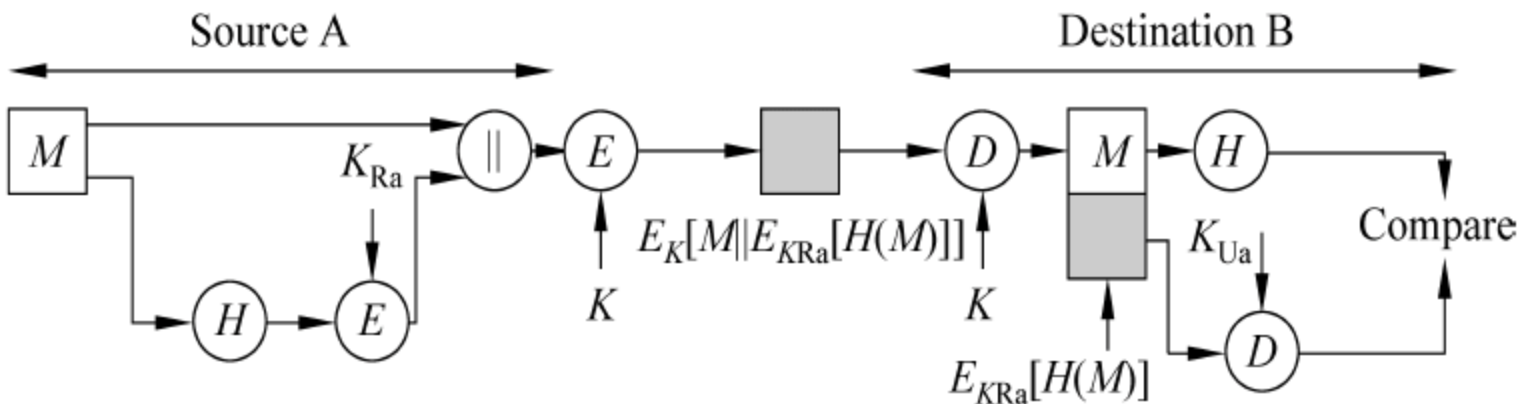 Source A
Destination B
M
K_Ra
||
E
D
M
H
E_K[M||E_KRa[H(M)]]
K_Ua
Compare
K
K
H
E
D
E_KRa[H(M)]